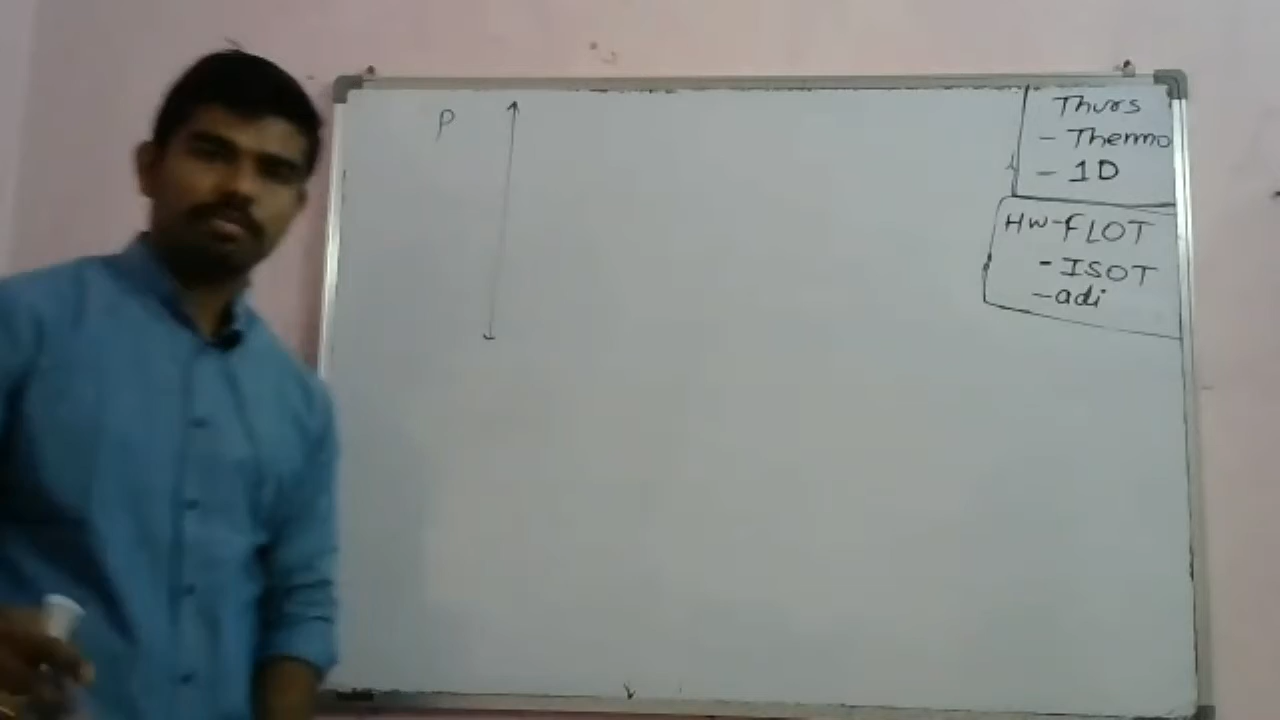 P
Thurs
- Thermo
- 1D
HW-FLOT
- ISOT
- adi